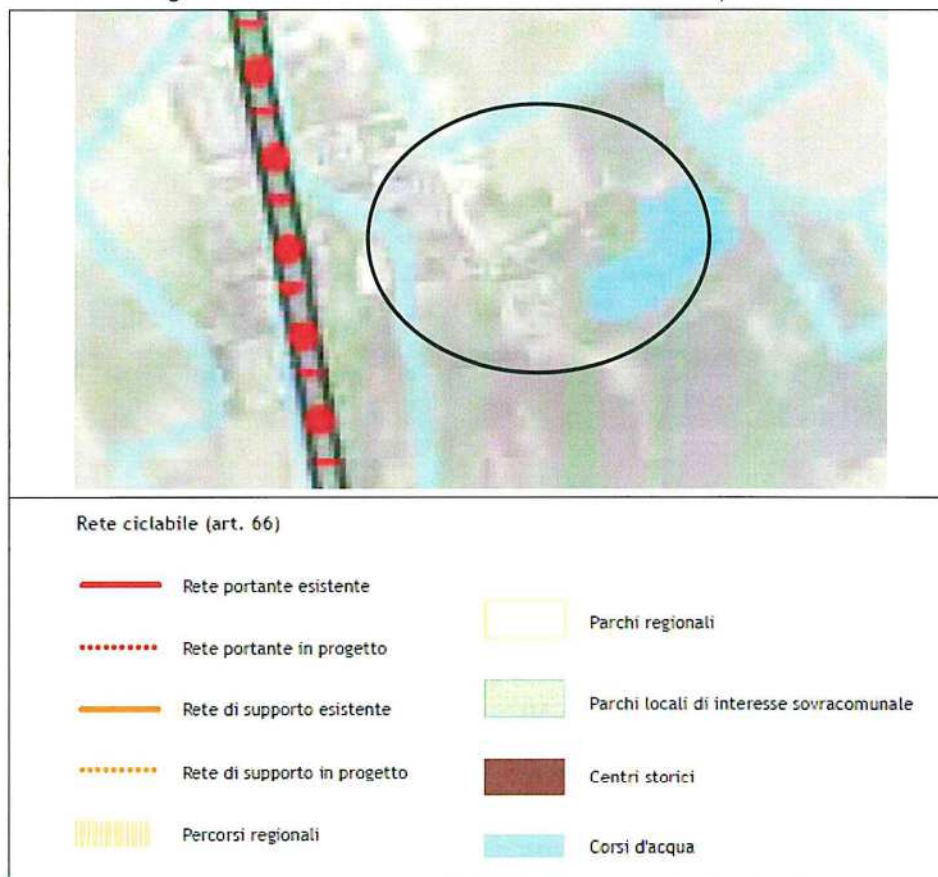 Rete ciclabile (art. 66)
Rete portante esistente
Rete portante in progetto
Rete di supporto esistente
Rete di supporto in progetto
Percorsi regionali
Parchi regionali
Parchi locali di interesse sovracomunale
Centri storici
Corsi d'acqua